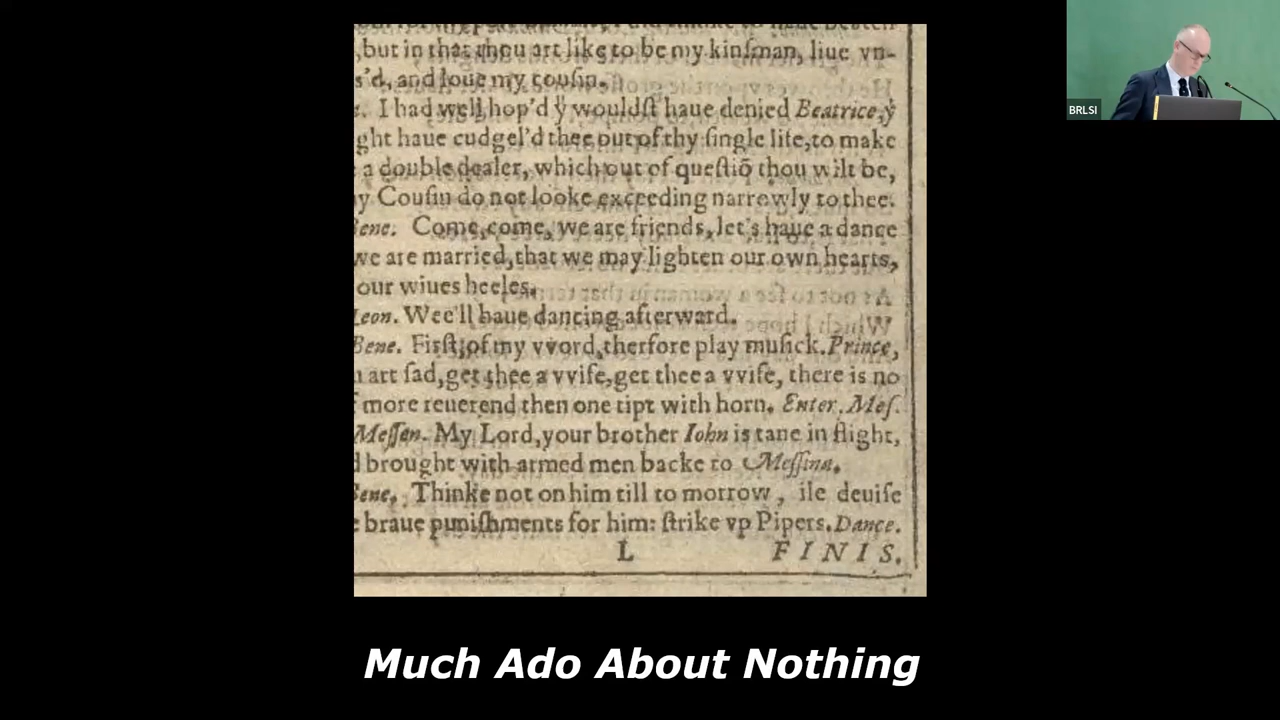 ,but in that thou art like to be my kinſman, liue vn-
s'd, and loue my couſin.
I had well hop'd ẏ wouldſt haue denied Beatrice,ẏ
ght haue cudgel'd thee out of thy ſingle life,to make
a double dealer, which out of queſtiō thou wilt be,
y Couſin do not looke exceeding narrowly to thee.
Bene. Come,come, we are friends,let's haue a dance
we are married,that we may lighten our own hearts,
our wiues heeles.
Leon. Wee'll haue dancing afterward.
Bene. Firſt,of my vvord,therfore play muſick.Prince,
u art ſad,get thee a vvife,get thee a vvife, there is no
more reuerend then one tipt with horn. Enter. Meſ.
Meſſen. My Lord,your brother Iohn is tane in flight,
d brought with armed men backe to Meſſina.
Bene. Thinke not on him till to morrow, ile deuiſe
e braue puniſhments for him: ſtrike vp Pipers.Dance.
L FINIS.
Much Ado About Nothing
BRLSI